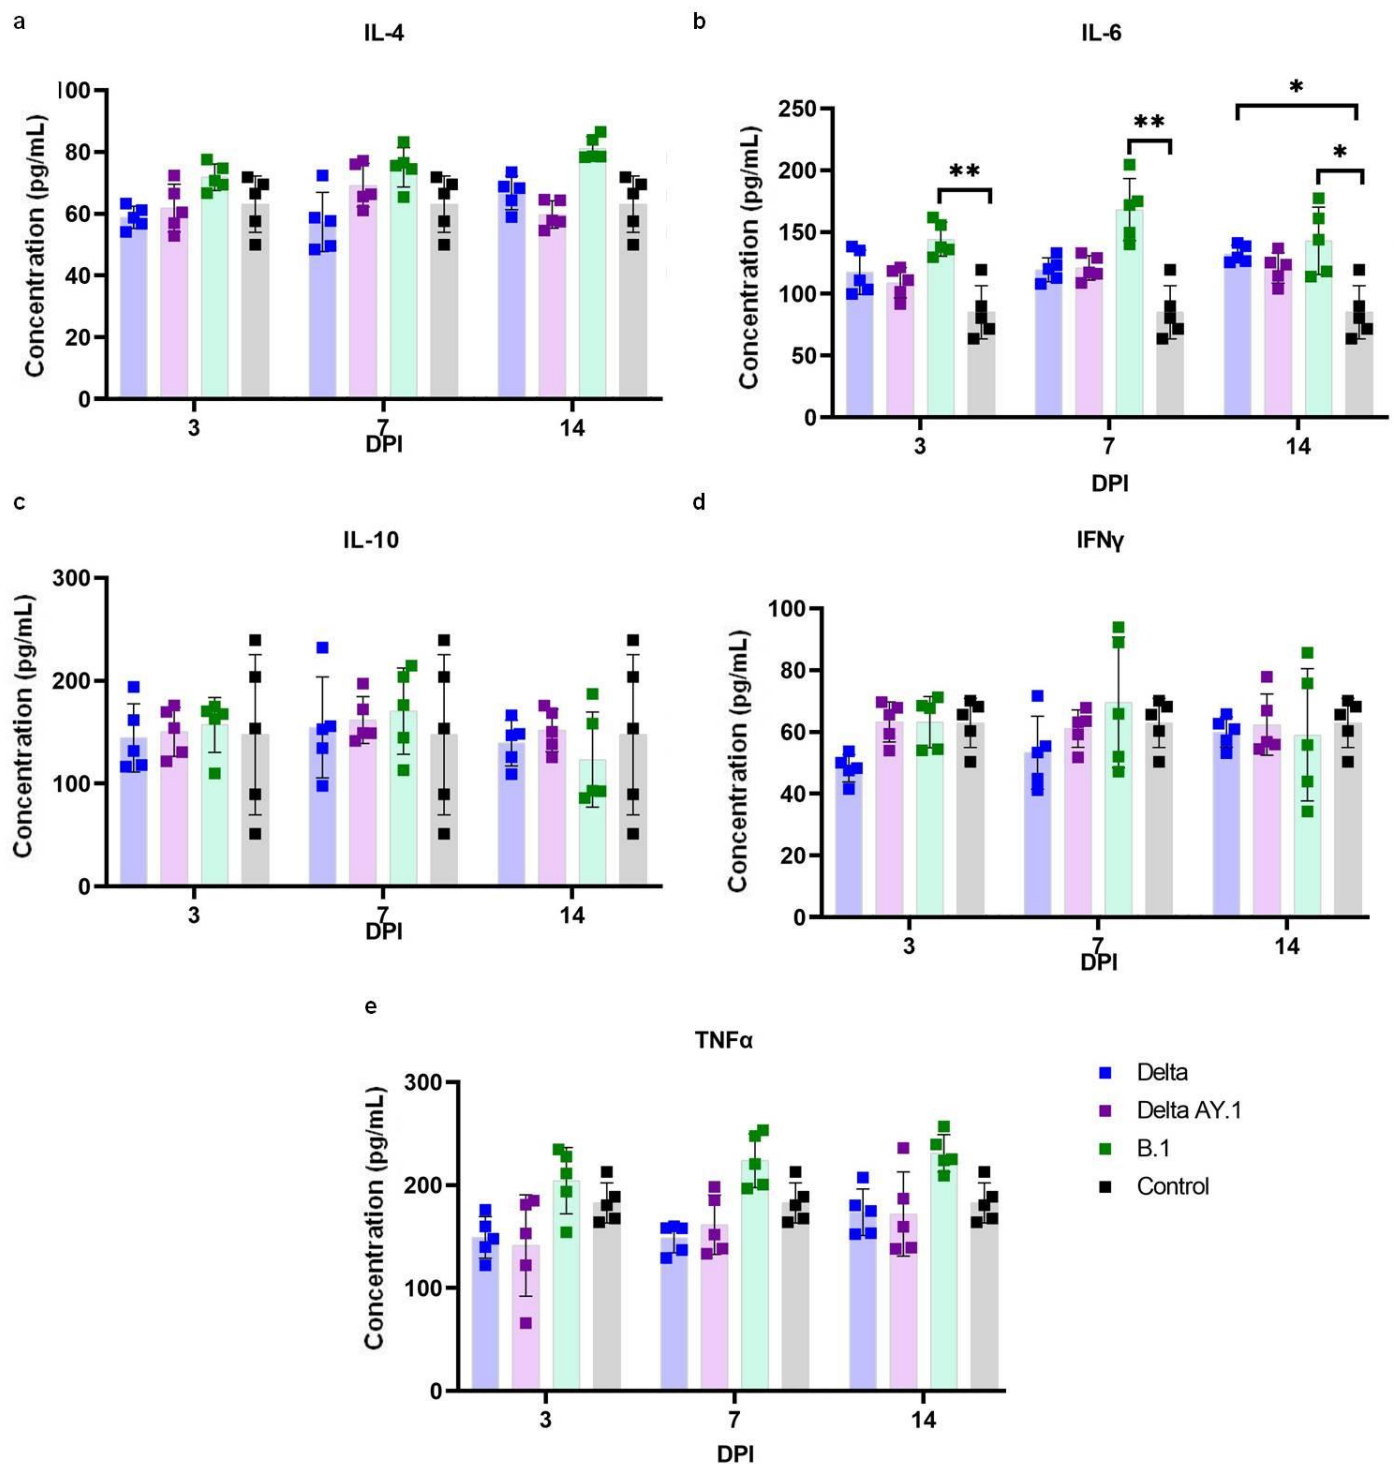 a
IL-4
100
80
60
40
20
0
Concentration (pg/mL)
3 7 14
DPI
b
IL-6
250
200
150
100
50
0
Concentration (pg/mL)
** ** * *
3 7 14
DPI
c
IL-10
300
200
100
0
Concentration (pg/mL)
3 7 14
DPI
d
IFNγ
100
80
60
40
20
0
Concentration (pg/mL)
3 7 14
DPI
e
TNFα
300
200
100
0
Concentration (pg/mL)
3 7 14
DPI
Delta
Delta AY.1
B.1
Control